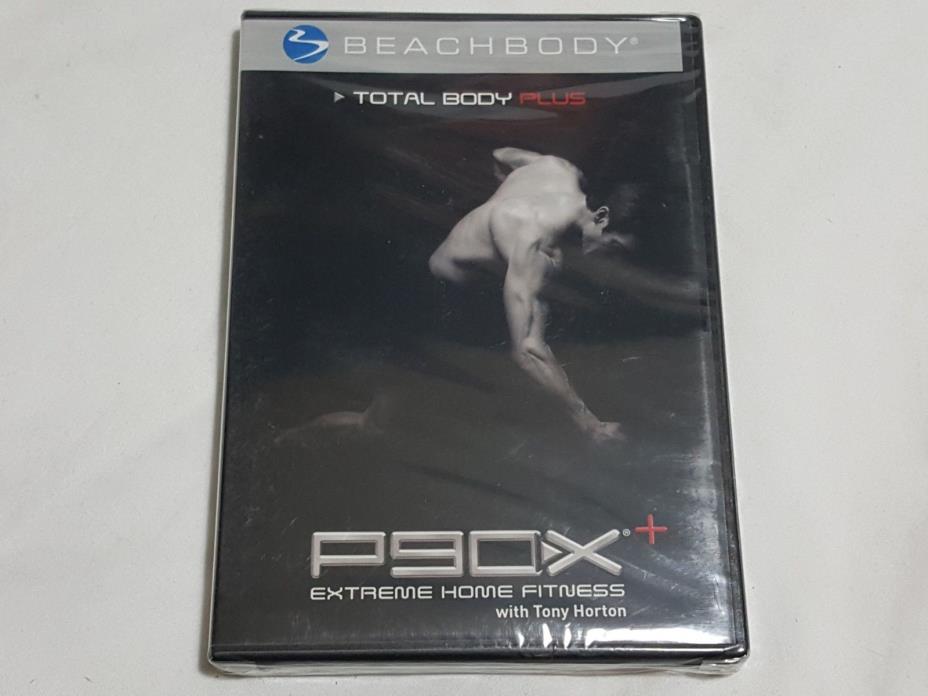 BEACHBODY®
TOTAL BODY PLUS
P90X®+
EXTREME HOME FITNESS
with Tony Horton